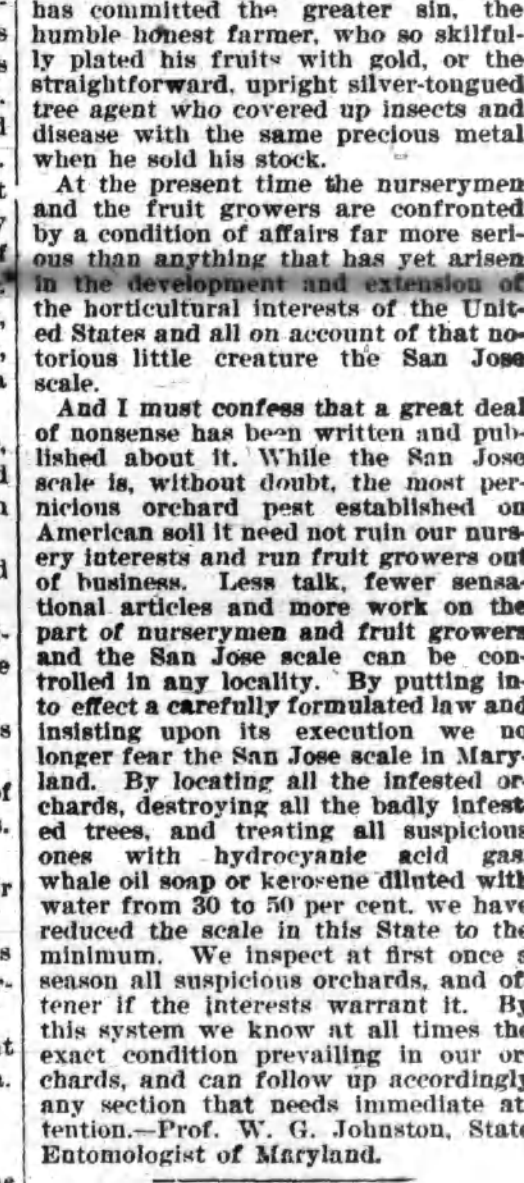 has committed the greater sin, the
humble honest farmer, who so skilful-
ly plated his fruits with gold, or the
straightforward, upright silver-tongued
tree agent who covered up insects and
disease with the same precious metal
when he sold his stock.
At the present time the nurserymen
and the fruit growers are confronted
by a condition of affairs far more seri-
ous than anything that has yet arisen
in the development and extension of
the horticultural interests of the Unit-
ed States and all on account of that no-
torious little creature the San Jose
scale.
And I must confess that a great deal
of nonsense has been written and pub-
lished about it. While the San Jose
scale is, without doubt, the most per-
nicious orchard pest established on
American soil it need not ruin our nurs-
ery interests and run fruit growers out
of business. Less talk, fewer sensa-
tional articles and more work on the
part of nurserymen and fruit growers
and the San Jose scale can be con-
trolled in any locality. By putting in-
to effect a carefully formulated law and
insisting upon its execution we no
longer fear the San Jose scale in Mary-
land. By locating all the infested or
chards, destroying all the badly infest
ed trees, and treating all suspicious
ones with hydrocyanic acid gas
whale oil soap or kerosene diluted with
water from 30 to 50 per cent. we have
reduced the scale in this State to the
minimum. We inspect at first once a
season all suspicious orchards, and of
tener if the interests warrant it. By
this system we know at all times the
exact condition prevailing in our or
chards, and can follow up accordingly
any section that needs immediate at
tention.—Prof. W. G. Johnston, State
Entomologist of Maryland.